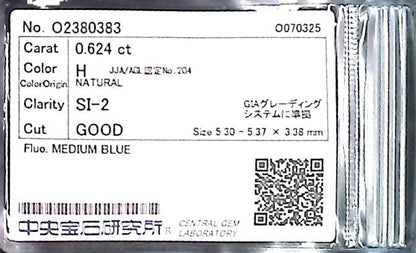 No. O2380383 O070325
Carat 0.624 ct
Color H JJA/AGL認定No.204
ColorOrigin NATURAL
Clarity SI-2 GIAグレーディング
システムに準拠
Cut GOOD Size 5.30 - 5.37 × 3.38 mm
Fluo. MEDIUM BLUE
中央宝石研究所® CENTRAL GEM
LABORATORY